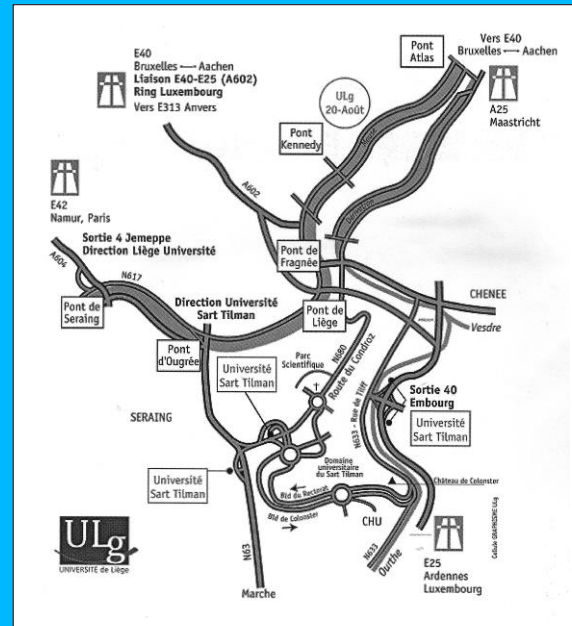 E40
Bruxelles ⟷ Aachen
Liaison E40-E25 (A602)
Ring Luxembourg
Vers E313 Anvers
Vers E40
Bruxelles ⟷ Aachen
Pont
Atlas
ULg
20-Août
A25
Maastricht
Pont
Kennedy
Meuse
Dérivation
A602
E42
Namur, Paris
Sortie 4 Jemeppe
Direction Liège Université
A604
N617
Pont de
Fragnée
Pont de
Seraing
Direction Université
Sart Tilman
Pont de
Liège
CHENEE
Vesdre
Pont
d'Ougrée
Parc
Scientifique
N680
Route du Condroz
Université
Sart Tilman
N633 - Rue de Tilff
Sortie 40
Embourg
Université
Sart Tilman
SERAING
Université
Sart Tilman
Domaine
universitaire
du Sart Tilman
Château de Colonster
Bld du Rectorat
Bld de Colonster
CHU
N63
Marche
N633
Ourthe
E25
Ardennes
Luxembourg
Cellule GRAPHISME ULg
ULg
UNIVERSITÉ de Liège